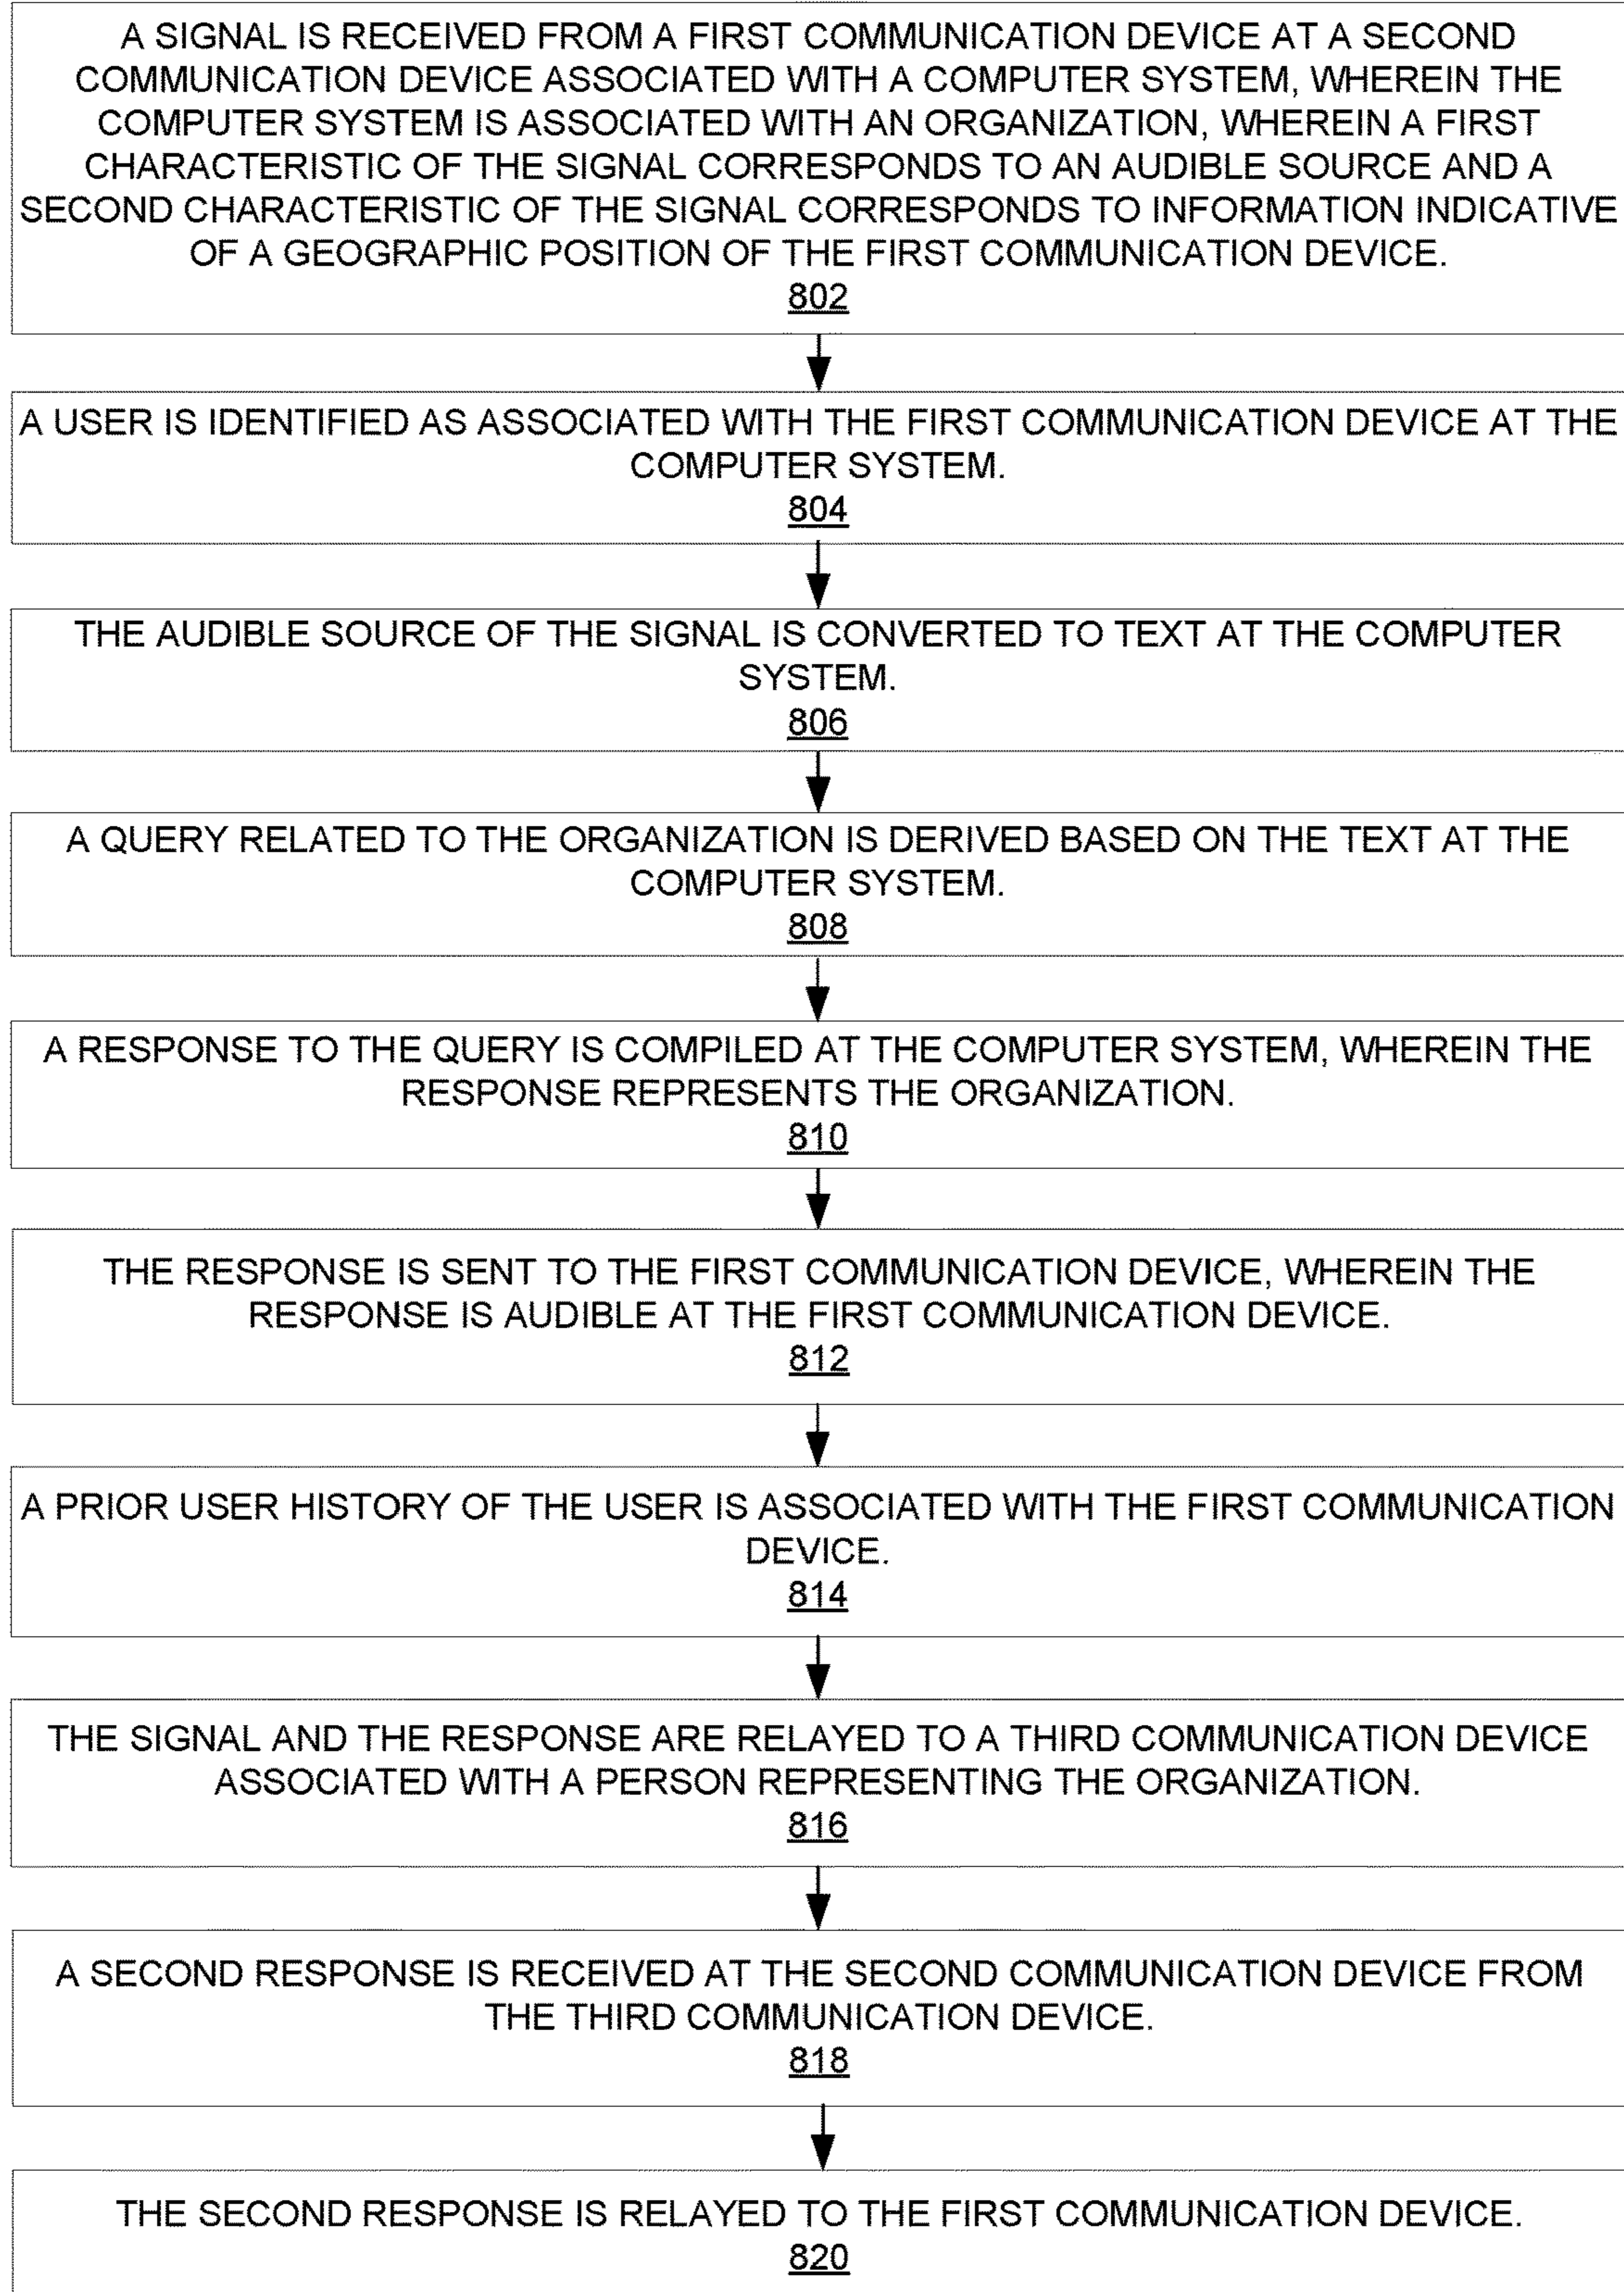 A SIGNAL IS RECEIVED FROM A FIRST COMMUNICATION DEVICE AT A SECOND
COMMUNICATION DEVICE ASSOCIATED WITH A COMPUTER SYSTEM, WHEREIN THE
COMPUTER SYSTEM IS ASSOCIATED WITH AN ORGANIZATION, WHEREIN A FIRST
CHARACTERISTIC OF THE SIGNAL CORRESPONDS TO AN AUDIBLE SOURCE AND A
SECOND CHARACTERISTIC OF THE SIGNAL CORRESPONDS TO INFORMATION INDICATIVE
OF A GEOGRAPHIC POSITION OF THE FIRST COMMUNICATION DEVICE.
802
A USER IS IDENTIFIED AS ASSOCIATED WITH THE FIRST COMMUNICATION DEVICE AT THE
COMPUTER SYSTEM.
804
THE AUDIBLE SOURCE OF THE SIGNAL IS CONVERTED TO TEXT AT THE COMPUTER
SYSTEM.
806
A QUERY RELATED TO THE ORGANIZATION IS DERIVED BASED ON THE TEXT AT THE
COMPUTER SYSTEM.
808
A RESPONSE TO THE QUERY IS COMPILED AT THE COMPUTER SYSTEM, WHEREIN THE
RESPONSE REPRESENTS THE ORGANIZATION.
810
THE RESPONSE IS SENT TO THE FIRST COMMUNICATION DEVICE, WHEREIN THE
RESPONSE IS AUDIBLE AT THE FIRST COMMUNICATION DEVICE.
812
A PRIOR USER HISTORY OF THE USER IS ASSOCIATED WITH THE FIRST COMMUNICATION
DEVICE.
814
THE SIGNAL AND THE RESPONSE ARE RELAYED TO A THIRD COMMUNICATION DEVICE
ASSOCIATED WITH A PERSON REPRESENTING THE ORGANIZATION.
816
A SECOND RESPONSE IS RECEIVED AT THE SECOND COMMUNICATION DEVICE FROM
THE THIRD COMMUNICATION DEVICE.
818
THE SECOND RESPONSE IS RELAYED TO THE FIRST COMMUNICATION DEVICE.
820